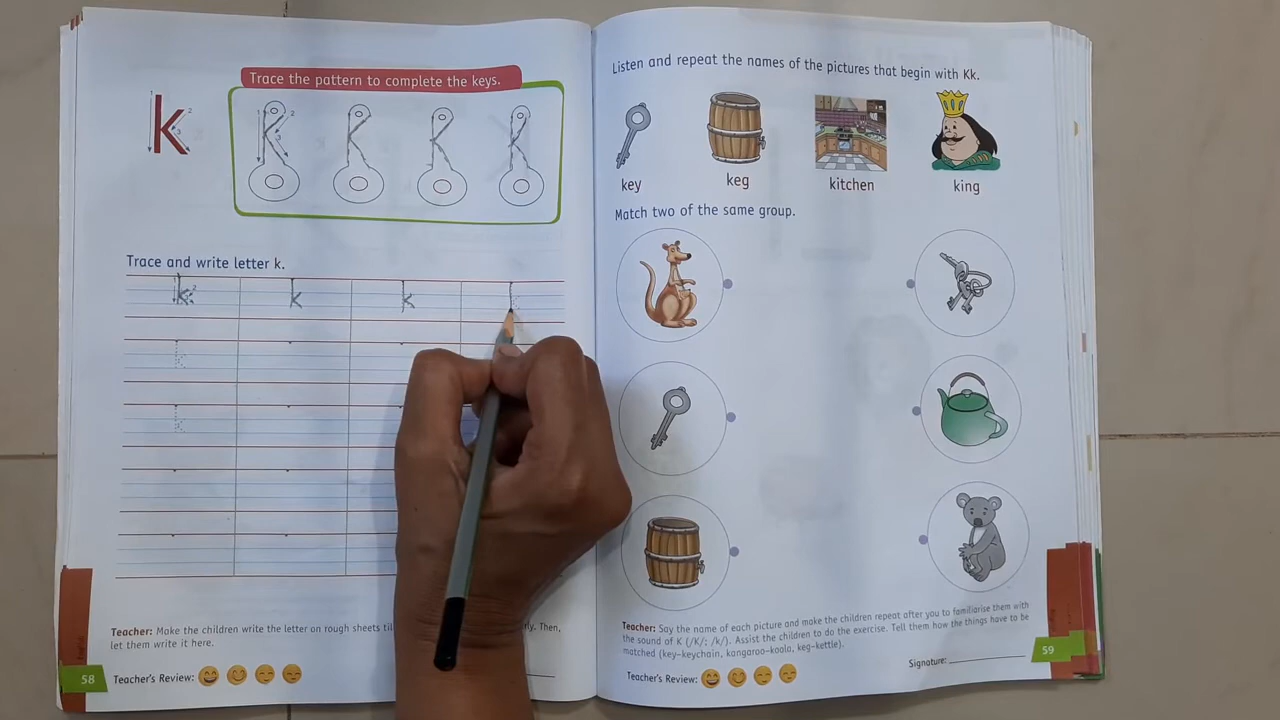 Trace the pattern to complete the keys.
k
Trace and write letter k.
k k k k
k
k
Teacher: Make the children write the letter on rough sheets Then,
let them write it here.
58 Teacher's Review:
Listen and repeat the names of the pictures that begin with Kk.
key keg kitchen king
Match two of the same group.
Teacher: Say the name of each picture and make the children repeat after you to familiarise them with
the sound of K (/K/; /k/). Assist the children to do the exercise. Tell them how the things have to be
matched (key–keychain, kangaroo–koala, keg–kettle).
Teacher's Review: Signature: 59